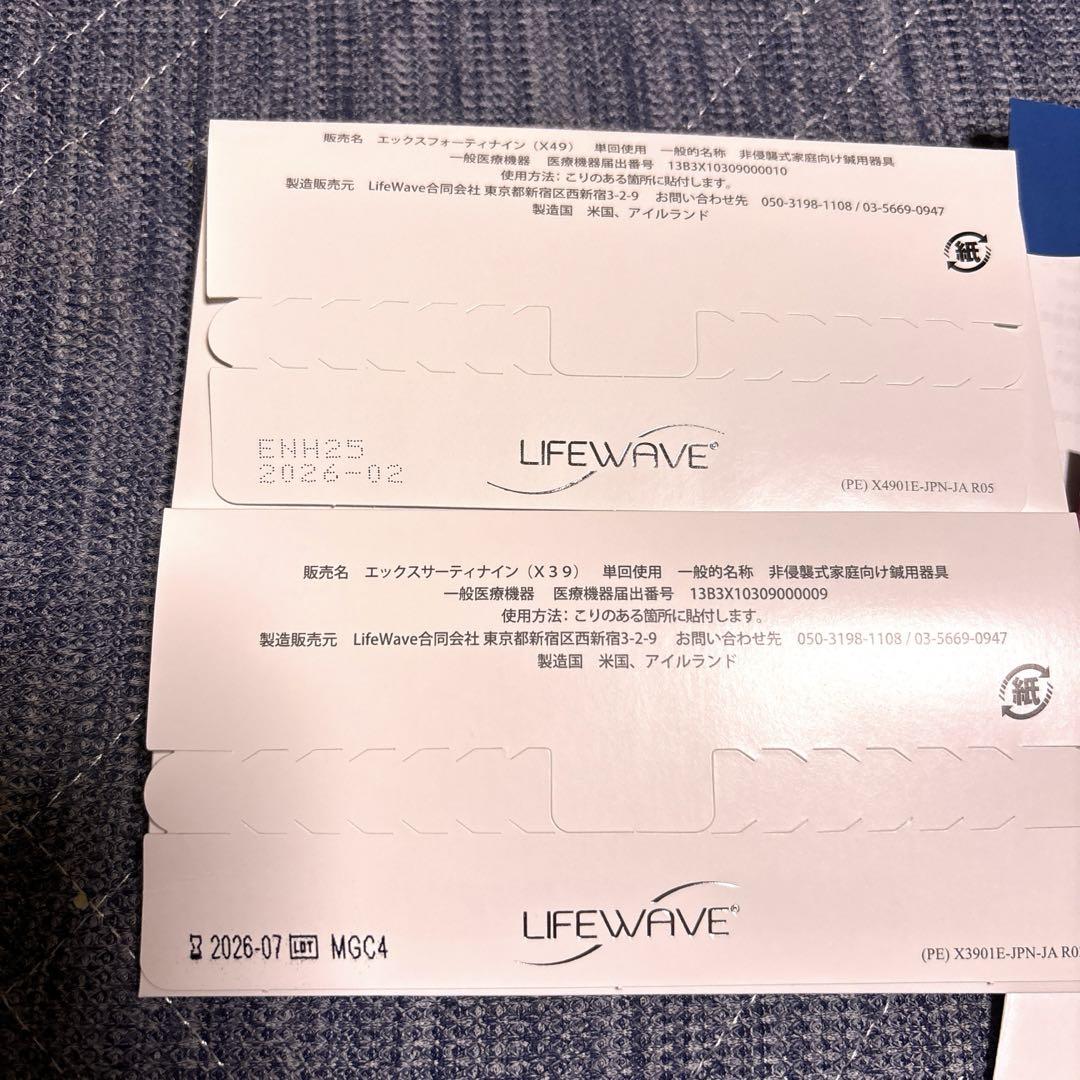 販売名 エックスフォーティナイン（X49） 単回使用 一般的名称 非侵襲式家庭向け鍼用器具
一般医療機器 医療機器届出番号 13B3X10309000010
使用方法：こりのある箇所に貼付します。
製造販売元 LifeWave合同会社 東京都新宿区西新宿3-2-9 お問い合わせ先 050-3198-1108 / 03-5669-0947
製造国 米国、アイルランド
紙
ENH25
2026-02
LIFEWAVE®
(PE) X4901E-JPN-JA R05
販売名 エックスサーティナイン（X３９） 単回使用 一般的名称 非侵襲式家庭向け鍼用器具
一般医療機器 医療機器届出番号 13B3X10309000009
使用方法：こりのある箇所に貼付します。
製造販売元 LifeWave合同会社 東京都新宿区西新宿3-2-9 お問い合わせ先 050-3198-1108 / 03-5669-0947
製造国 米国、アイルランド
紙
2026-07 LOT MGC4
LIFEWAVE®
(PE) X3901E-JPN-JA